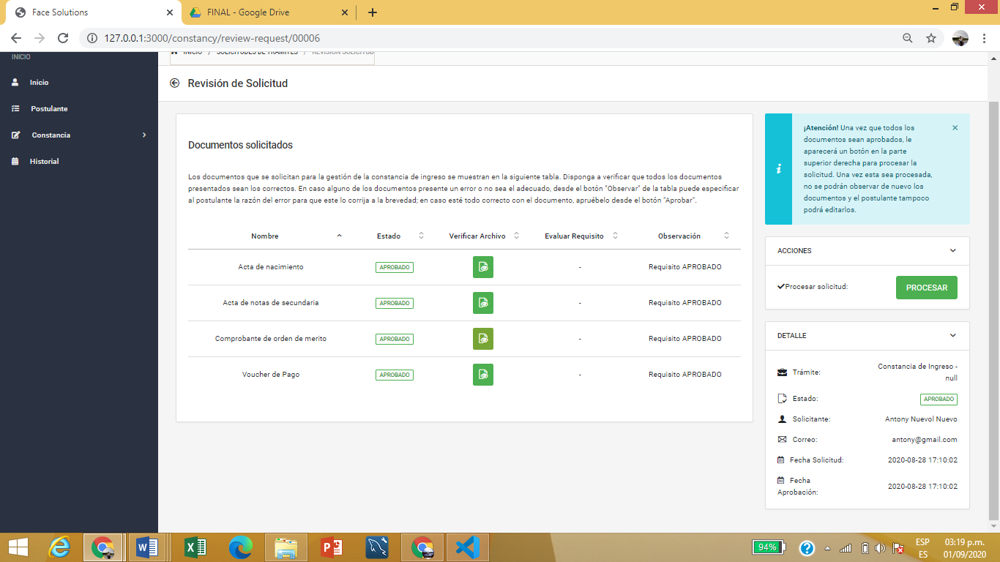 Face Solutions
FINAL - Google Drive
127.0.0.1:3000/constancy/review-request/00006
INICIO
INICIO / SOLICITUDES DE TRÁMITES / REVISIÓN SOLICITUD
Inicio
Postulante
Constancia
Historial
Revisión de Solicitud
Documentos solicitados
Los documentos que se solicitan para la gestión de la constancia de ingreso se muestran en la siguiente tabla. Disponga a verificar que todos los documentos
presentados sean los correctos. En caso alguno de los documentos presente un error o no sea el adecuado, desde el botón "Observar" de la tabla puede especificar
al postulante la razón del error para que este lo corrija a la brevedad; en caso esté todo correcto con el documento, apruébelo desde el botón "Aprobar".
Nombre Estado Verificar Archivo Evaluar Requisito Observación
Acta de nacimiento APROBADO - Requisito APROBADO
Acta de notas de secundaria APROBADO - Requisito APROBADO
Comprobante de orden de merito APROBADO - Requisito APROBADO
Voucher de Pago APROBADO - Requisito APROBADO
¡Atención! Una vez que todos los
documentos sean aprobados, le
aparecerá un botón en la parte
superior derecha para procesar la
solicitud. Una vez esta sea procesada,
no se podrán observar de nuevo los
documentos y el postulante tampoco
podrá editarlos.
ACCIONES
Procesar solicitud: PROCESAR
DETALLE
Trámite: Constancia de Ingreso -
null
Estado: APROBADO
Solicitante: Antony Nuevol Nuevo
Correo: antony@gmail.com
Fecha Solicitud: 2020-08-28 17:10:02
Fecha
Aprobación: 2020-08-28 17:10:02
94%
ESP
ES
03:19 p.m.
01/09/2020